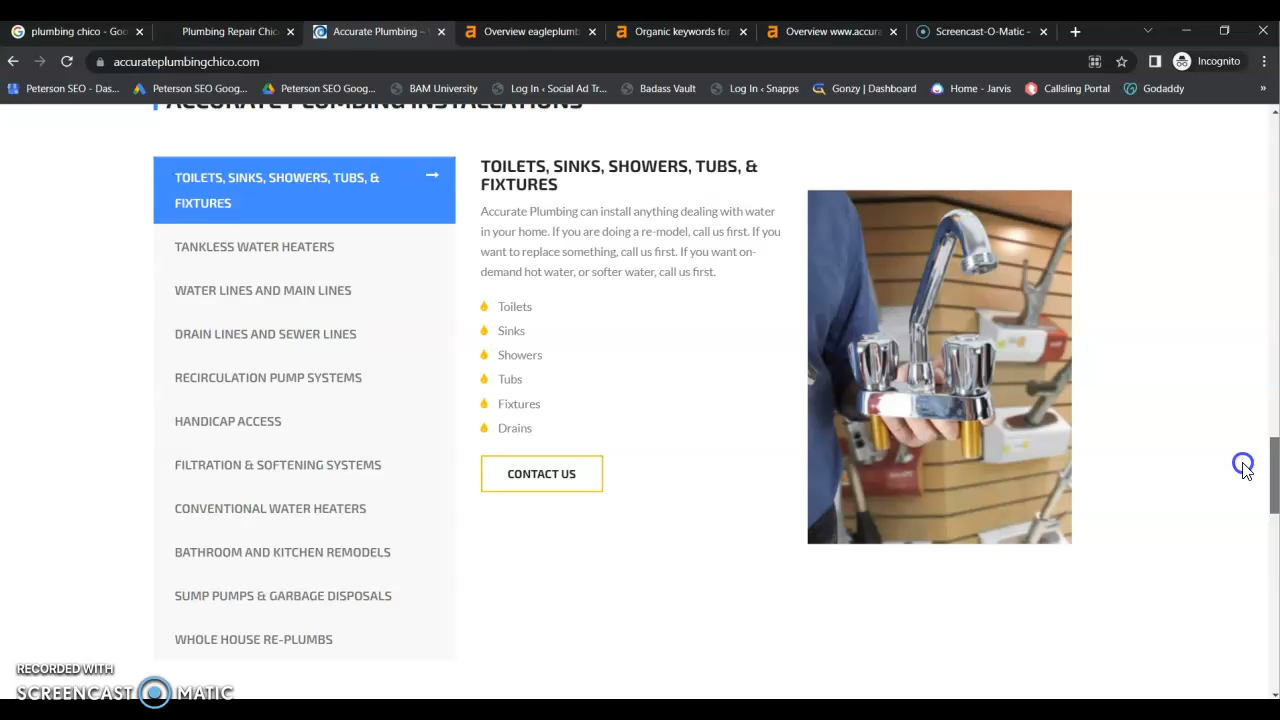 plumbing chico - Goo
Plumbing Repair Chic
Accurate Plumbing –
Overview eagleplumb
Organic keywords for
Overview www.accura
Screencast-O-Matic -
accurateplumbingchico.com
Incognito
Peterson SEO - Das...
Peterson SEO Goog...
Peterson SEO Goog...
BAM University
Log In ‹ Social Ad Tr...
Badass Vault
Log In ‹ Snapps
Gonzy | Dashboard
Home - Jarvis
Callsling Portal
Godaddy
ACCURATE PLUMBING INSTALLATIONS
TOILETS, SINKS, SHOWERS, TUBS, &
FIXTURES
TANKLESS WATER HEATERS
WATER LINES AND MAIN LINES
DRAIN LINES AND SEWER LINES
RECIRCULATION PUMP SYSTEMS
HANDICAP ACCESS
FILTRATION & SOFTENING SYSTEMS
CONVENTIONAL WATER HEATERS
BATHROOM AND KITCHEN REMODELS
SUMP PUMPS & GARBAGE DISPOSALS
WHOLE HOUSE RE-PLUMBS
TOILETS, SINKS, SHOWERS, TUBS, &
FIXTURES
Accurate Plumbing can install anything dealing with water
in your home. If you are doing a re-model, call us first. If you
want to replace something, call us first. If you want on-
demand hot water, or softer water, call us first.
Toilets
Sinks
Showers
Tubs
Fixtures
Drains
CONTACT US
RECORDED WITH
SCREENCAST MATIC